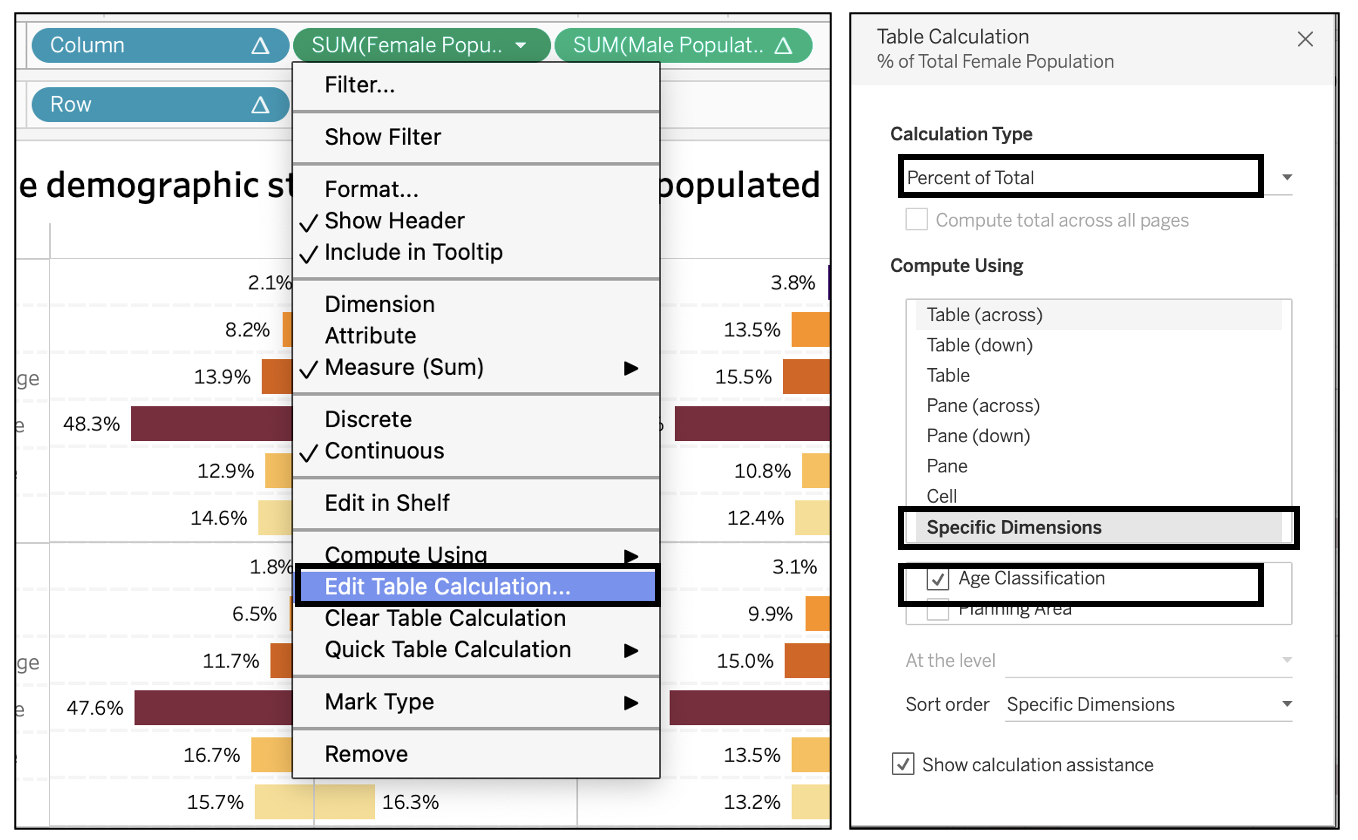 Column
SUM(Female Popu..
SUM(Male Populat..
Row
e demographic st
populated
Filter...
Show Filter
Format...
Show Header
Include in Tooltip
Dimension
Attribute
Measure (Sum)
Discrete
Continuous
Edit in Shelf
Compute Using
Edit Table Calculation...
Clear Table Calculation
Quick Table Calculation
Mark Type
Remove
2.1%
3.8%
8.2%
13.5%
ge
13.9%
15.5%
e
48.3%
%
12.9%
10.8%
14.6%
12.4%
1.8%
3.1%
6.5%
9.9%
ge
11.7%
15.0%
e
47.6%
16.7%
13.5%
15.7%
16.3%
13.2%
Table Calculation
% of Total Female Population
Calculation Type
Percent of Total
Compute total across all pages
Compute Using
Table (across)
Table (down)
Table
Pane (across)
Pane (down)
Pane
Cell
Specific Dimensions
Age Classification
Planning Area
At the level
Sort order Specific Dimensions
Show calculation assistance